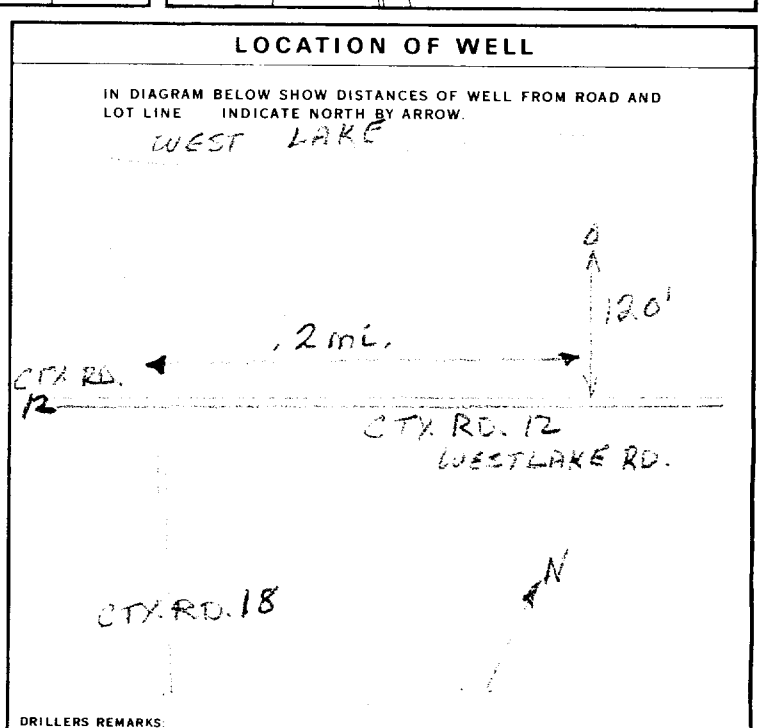 LOCATION OF WELL
IN DIAGRAM BELOW SHOW DISTANCES OF WELL FROM ROAD AND
LOT LINE INDICATE NORTH BY ARROW.
WEST LAKE
120'
.2 mi.
CTY. RD.
12
CTY. RD. 12
WESTLAKE RD.
N
CTY. RD. 18
DRILLERS REMARKS: